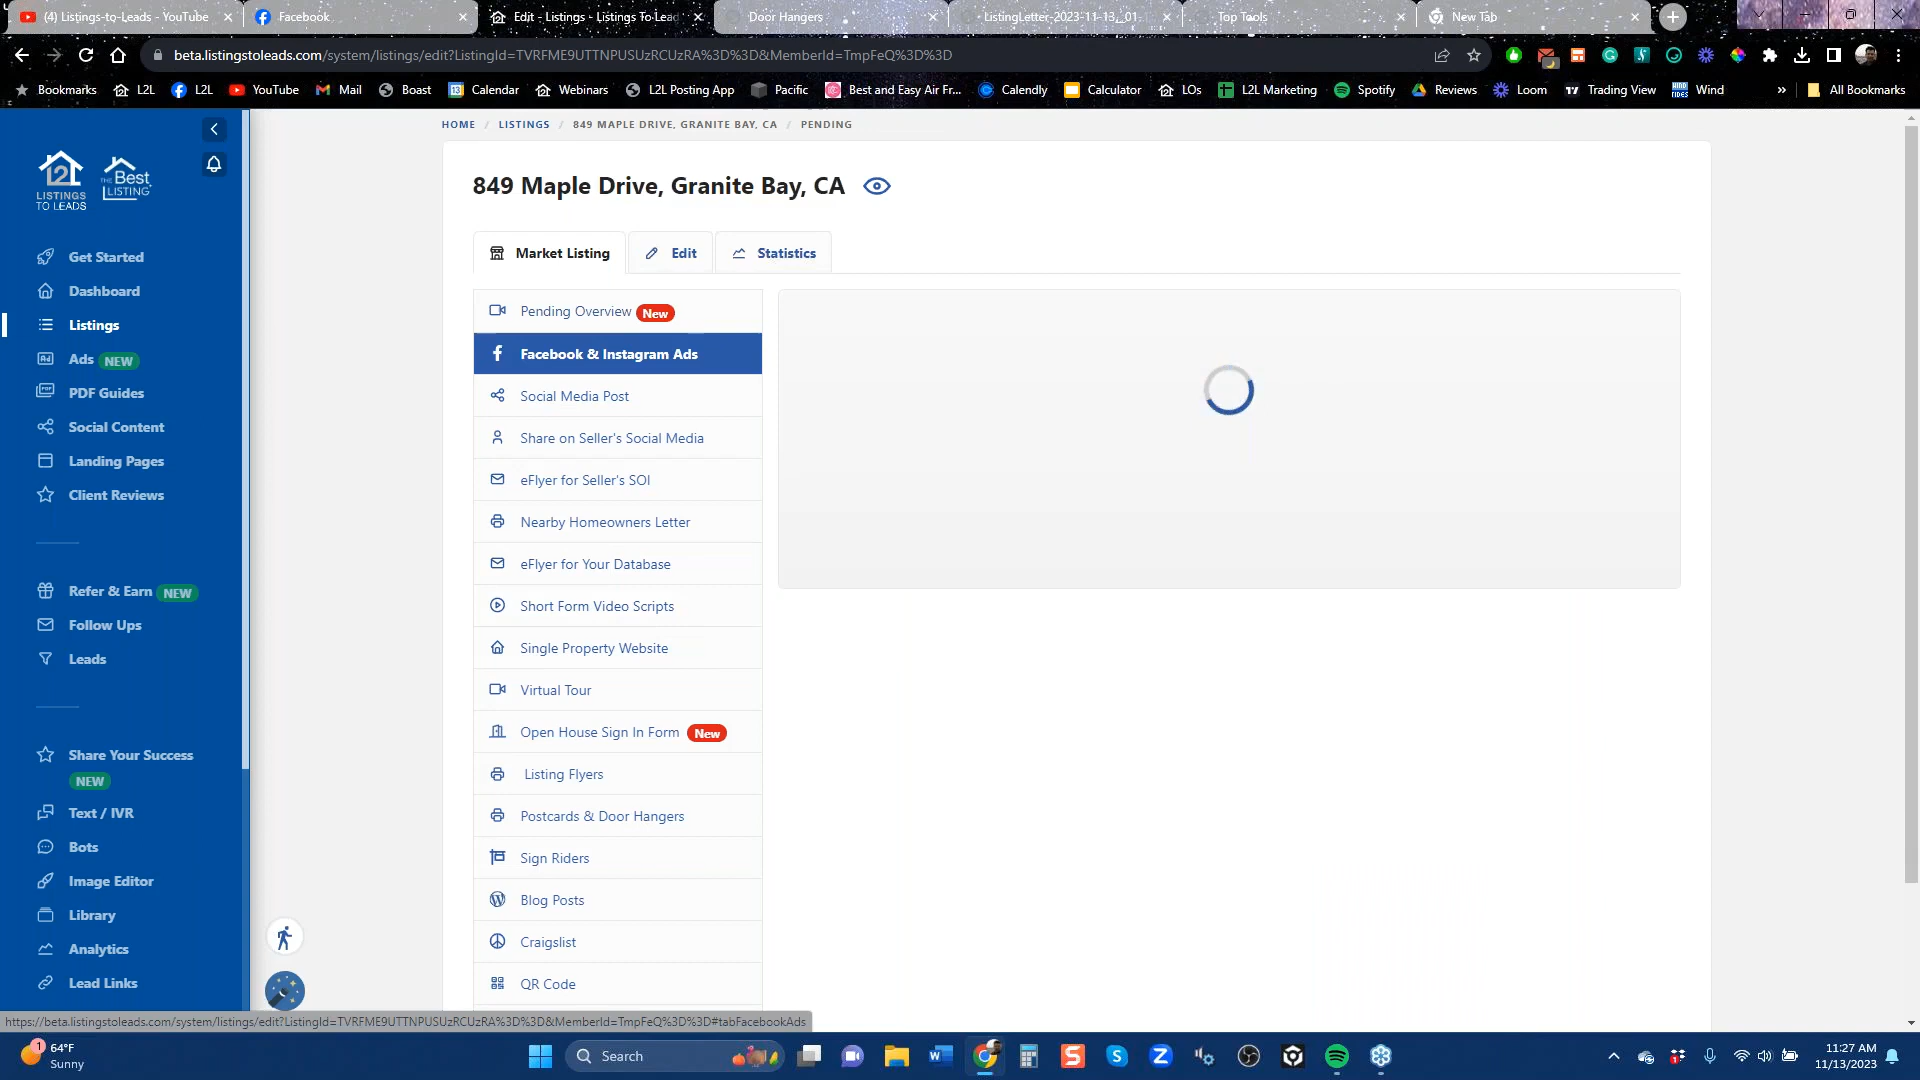 (4) Listings-to-Leads - YouTube
Facebook
Edit - Listings - Listings To Lead
Door Hangers
ListingLetter-2023-11-13_01
Top Tools
New Tab
beta.listingstoleads.com/system/listings/edit?ListingId=TVRFME9UTTNPUSUzRCUzRA%3D%3D&MemberId=TmpFeQ%3D%3D
Bookmarks
L2L
L2L
YouTube
Mail
Boast
Calendar
Webinars
L2L Posting App
Pacific
Best and Easy Air Fr...
Calendly
Calculator
LOs
L2L Marketing
Spotify
Reviews
Loom
Trading View
Wind
»
All Bookmarks
L2L
LISTINGS
TO LEADS
THE Best
LISTING
Get Started
Dashboard
Listings
Ads NEW
PDF Guides
Social Content
Landing Pages
Client Reviews
Refer & Earn NEW
Follow Ups
Leads
Share Your Success
NEW
Text / IVR
Bots
Image Editor
Library
Analytics
Lead Links
HOME / LISTINGS / 849 MAPLE DRIVE, GRANITE BAY, CA / PENDING
849 Maple Drive, Granite Bay, CA
Market Listing
Edit
Statistics
Pending Overview New
Facebook & Instagram Ads
Social Media Post
Share on Seller's Social Media
eFlyer for Seller's SOI
Nearby Homeowners Letter
eFlyer for Your Database
Short Form Video Scripts
Single Property Website
Virtual Tour
Open House Sign In Form New
Listing Flyers
Postcards & Door Hangers
Sign Riders
Blog Posts
Craigslist
QR Code
https://beta.listingstoleads.com/system/listings/edit?ListingId=TVRFME9UTTNPUSUzRCUzRA%3D%3D&MemberId=TmpFeQ%3D%3D#tabFacebookAds
1
64°F
Sunny
Search
11:27 AM
11/13/2023